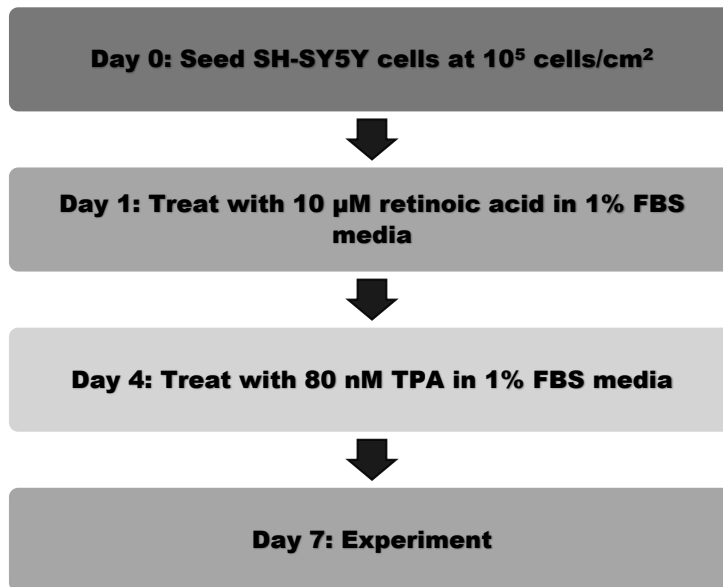 Day 0: Seed SH-SY5Y cells at 10⁵ cells/cm²
Day 1: Treat with 10 µM retinoic acid in 1% FBS
media
Day 4: Treat with 80 nM TPA in 1% FBS media
Day 7: Experiment